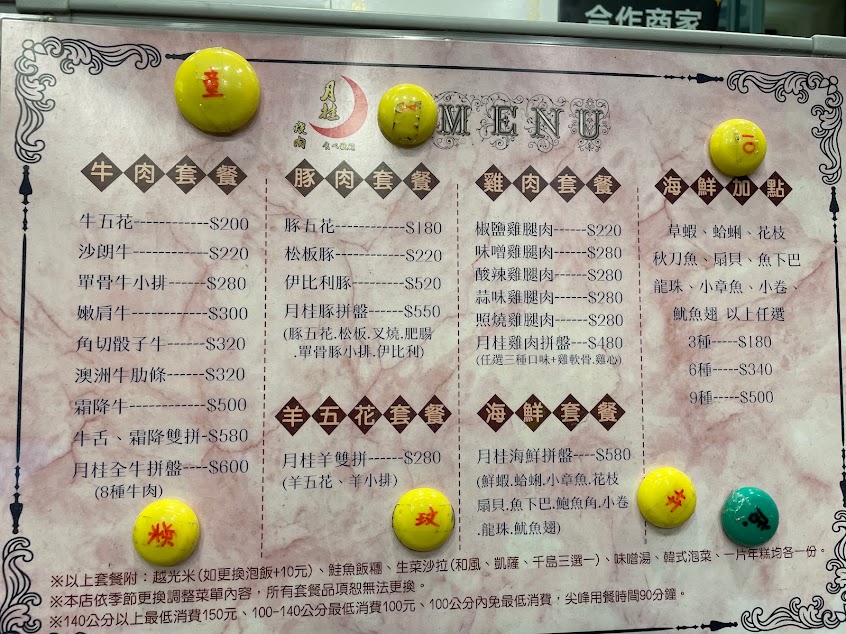 合作商家
童
月桂
MENU
10
牛肉套餐
牛五花------------$200
沙朗牛------------$220
單骨牛小排------$280
嫩肩牛------------$300
角切骰子牛------$320
澳洲牛肋條------$320
霜降牛------------$500
牛舌、霜降雙拼-$580
月桂全牛拼盤----$600
(8種牛肉)
豚肉套餐
豚五花------------$180
松板豚------------$220
伊比利豚---------$520
月桂豚拼盤------$550
(豚五花.松板.叉燒.肥腸
.單骨豚小排.伊比利)
羊五花套餐
月桂羊雙拼------$280
(羊五花、羊小排)
雞肉套餐
椒鹽雞腿肉-----$220
味噌雞腿肉-----$280
酸辣雞腿肉-----$280
蒜味雞腿肉-----$280
照燒雞腿肉-----$280
月桂雞肉拼盤---$480
(任選三種口味+雞軟骨.雞心)
海鮮套餐
月桂海鮮拼盤----$580
(鮮蝦.蛤蜊.小章魚.花枝
扇貝.魚下巴.鮑魚角.小卷
.龍珠.魷魚翅)
海鮮加點
草蝦、蛤蜊、花枝
秋刀魚、扇貝、魚下巴
龍珠、小章魚、小卷、
魷魚翅 以上任選
3種-----$180
6種-----$340
9種-----$500
玟
※以上套餐附：越光米(如更換泡飯+10元)、鮭魚飯糰、生菜沙拉(和風、凱薩、千島三選一)、味噌湯、韓式泡菜、一片年糕均各一份。
※本店依季節更換調整菜單內容，所有套餐品項恕無法更換。
※140公分以上最低消費150元、100-140公分最低消費100元、100公分內免最低消費，尖峰用餐時間90分鐘。